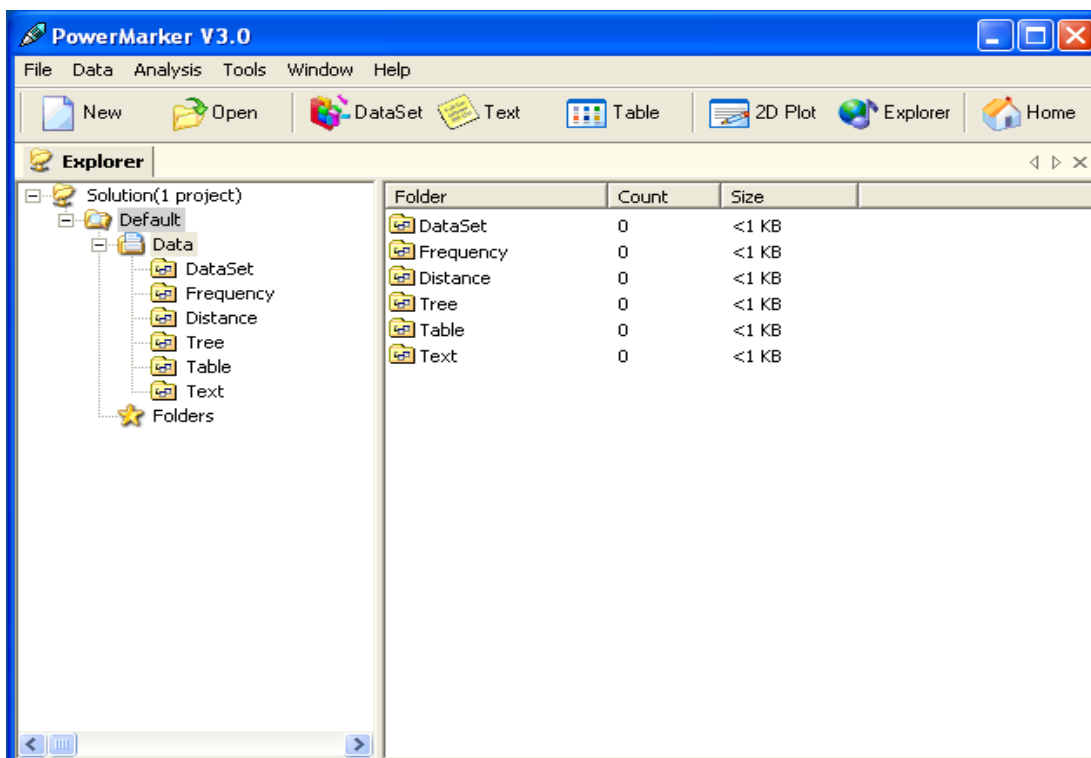 PowerMarker V3.0
File Data Analysis Tools Window Help
New Open DataSet Text Table 2D Plot Explorer Home
Explorer
Solution(1 project)
Default
Data
DataSet
Frequency
Distance
Tree
Table
Text
Folders
Folder Count Size
DataSet 0 <1 KB
Frequency 0 <1 KB
Distance 0 <1 KB
Tree 0 <1 KB
Table 0 <1 KB
Text 0 <1 KB